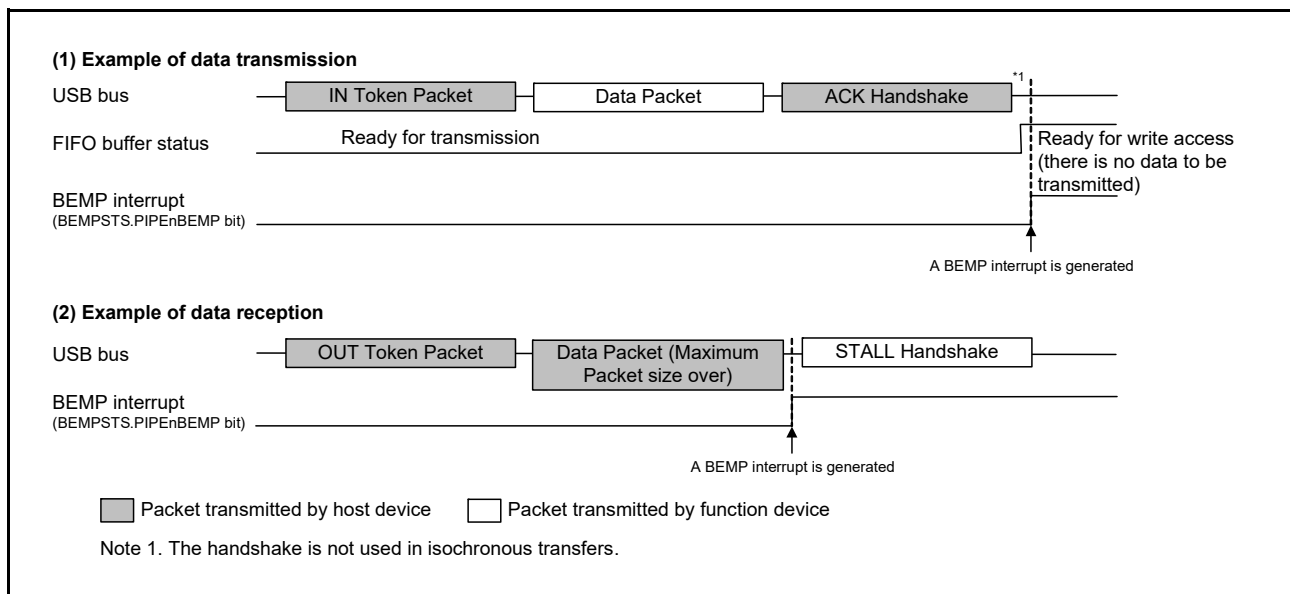 (1) Example of data transmission
USB bus
IN Token Packet
Data Packet
ACK Handshake
*1
FIFO buffer status
Ready for transmission
Ready for write access
(there is no data to be
transmitted)
BEMP interrupt
(BEMPSTS.PIPEnBEMP bit)
A BEMP interrupt is generated
(2) Example of data reception
USB bus
OUT Token Packet
Data Packet (Maximum
Packet size over)
STALL Handshake
BEMP interrupt
(BEMPSTS.PIPEnBEMP bit)
A BEMP interrupt is generated
Packet transmitted by host device
Packet transmitted by function device
Note 1. The handshake is not used in isochronous transfers.